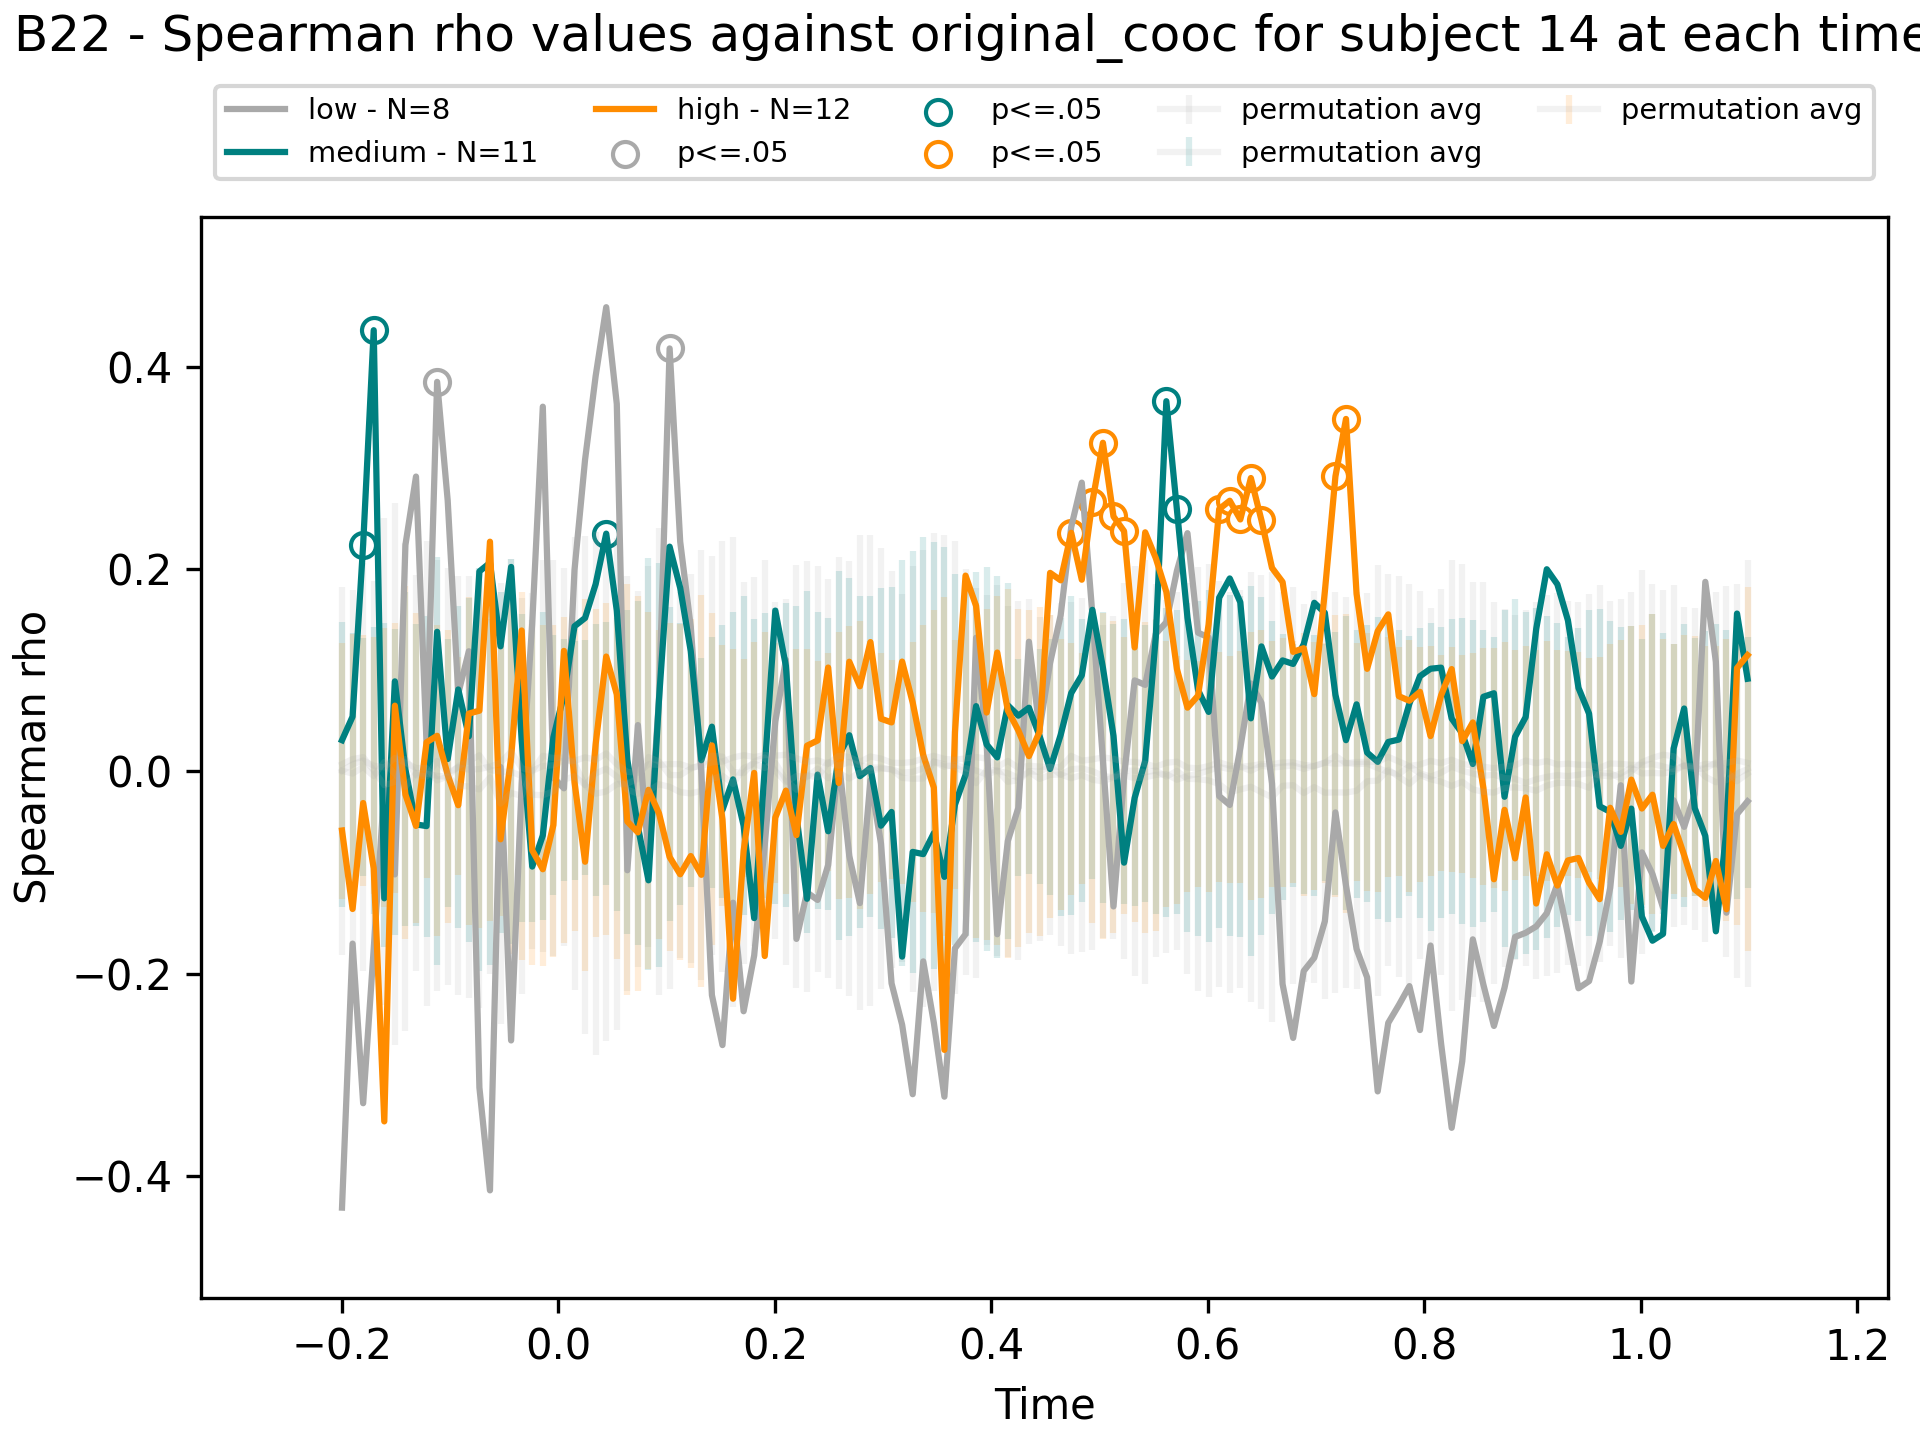 B22 - Spearman rho values against original_cooc for subject 14 at each time
low - N=8
medium - N=11
high - N=12
p<=.05
p<=.05
p<=.05
permutation avg
permutation avg
permutation avg
Spearman rho
0.4
0.2
0.0
−0.2
−0.4
−0.2
0.0
0.2
0.4
0.6
0.8
1.0
1.2
Time